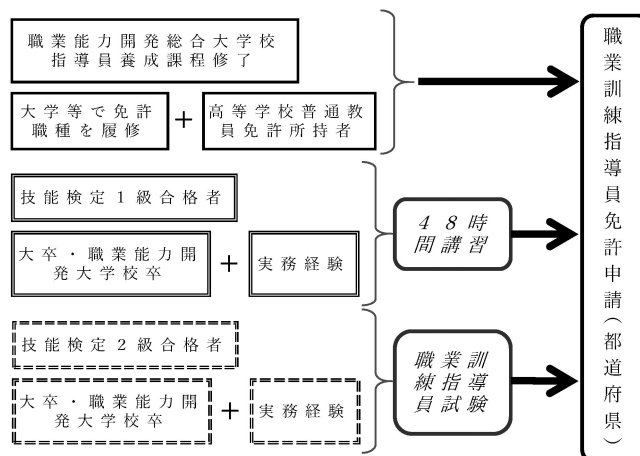 職業能力開発総合大学校
指導員養成課程修了
大学等で免許
職種を履修
+
高等学校普通教
員免許所持者
技能検定1級合格者
大卒・職業能力開
発大学校卒
+
実務経験
48時
間講習
技能検定2級合格者
大卒・職業能力開
発大学校卒
+
実務経験
職業訓
練指導
員試験
職業訓練指導員免許申請(都道府県)